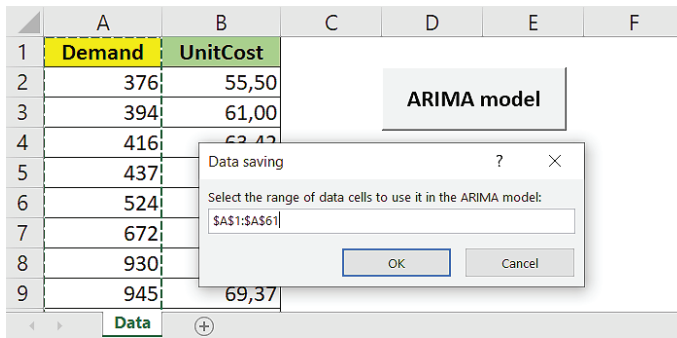 A B C D E F
1 Demand UnitCost
2 376 55,50
3 394 61,00
ARIMA model
4 416 63,42
5 437
6 524
7 672
8 930
9 945 69,37
Data saving ? ×
Select the range of data cells to use it in the ARIMA model:
$A$1:$A$61
OK Cancel
Data